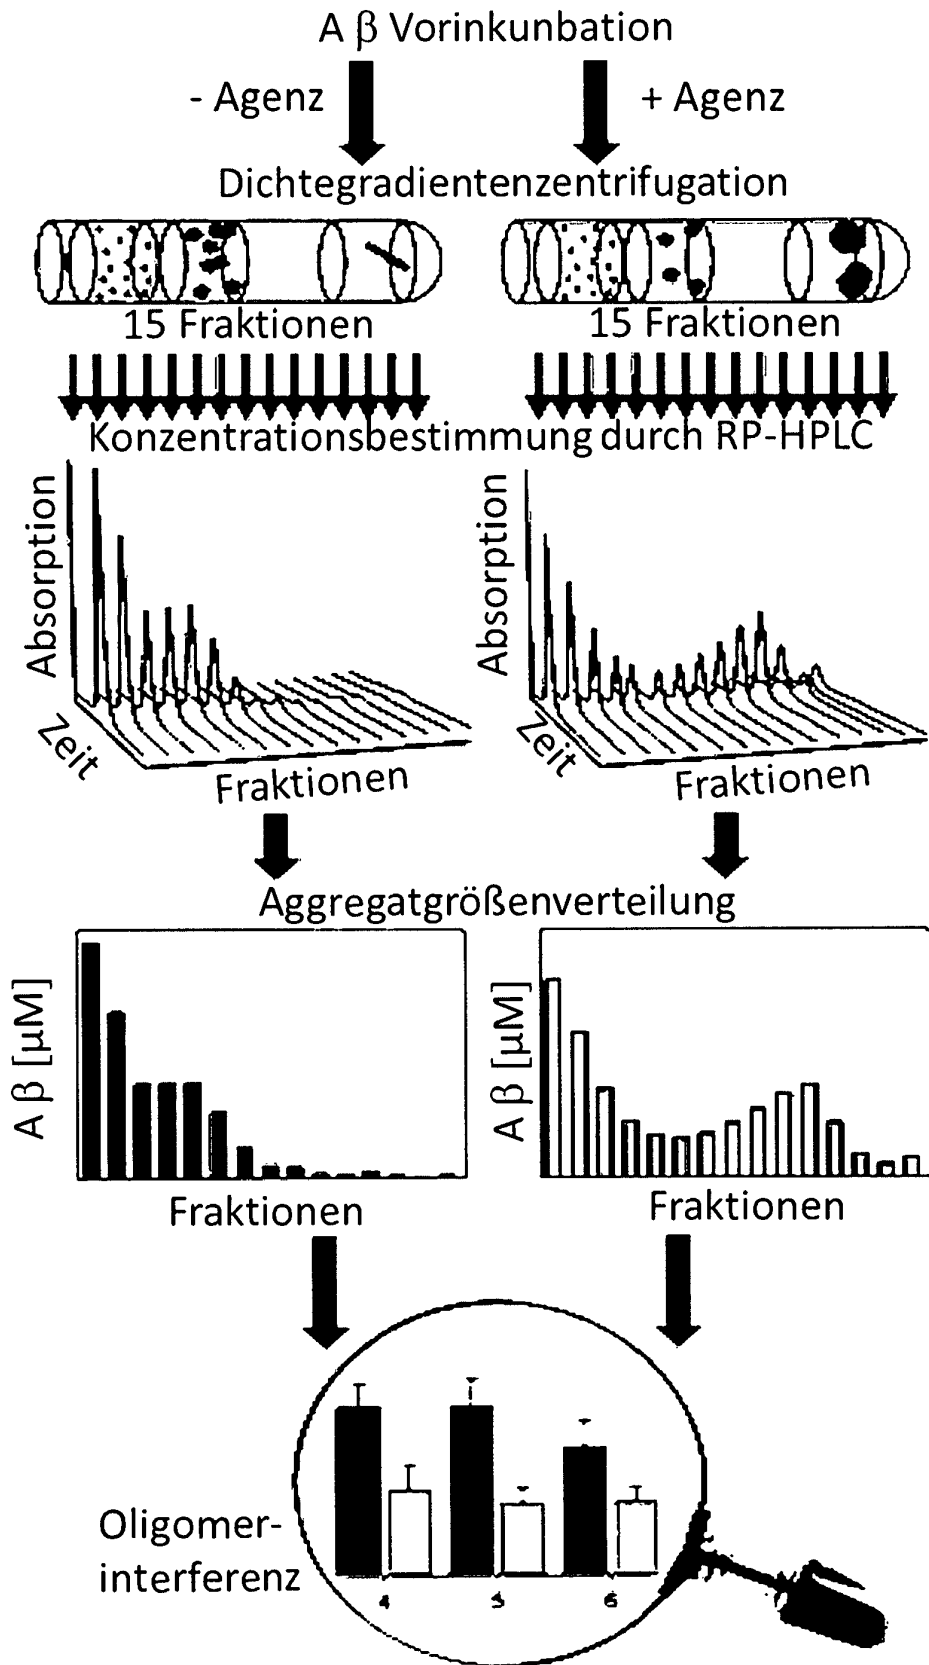 A β Vorinkunbation
- Agenz
+ Agenz
Dichtegradientenzentrifugation
15 Fraktionen
15 Fraktionen
Konzentrationsbestimmung durch RP-HPLC
Absorption
Absorption
Zeit
Fraktionen
Zeit
Fraktionen
Aggregatgrößenverteilung
A β [µM]
A β [µM]
Fraktionen
Fraktionen
Oligomer-
interferenz
4 5 6